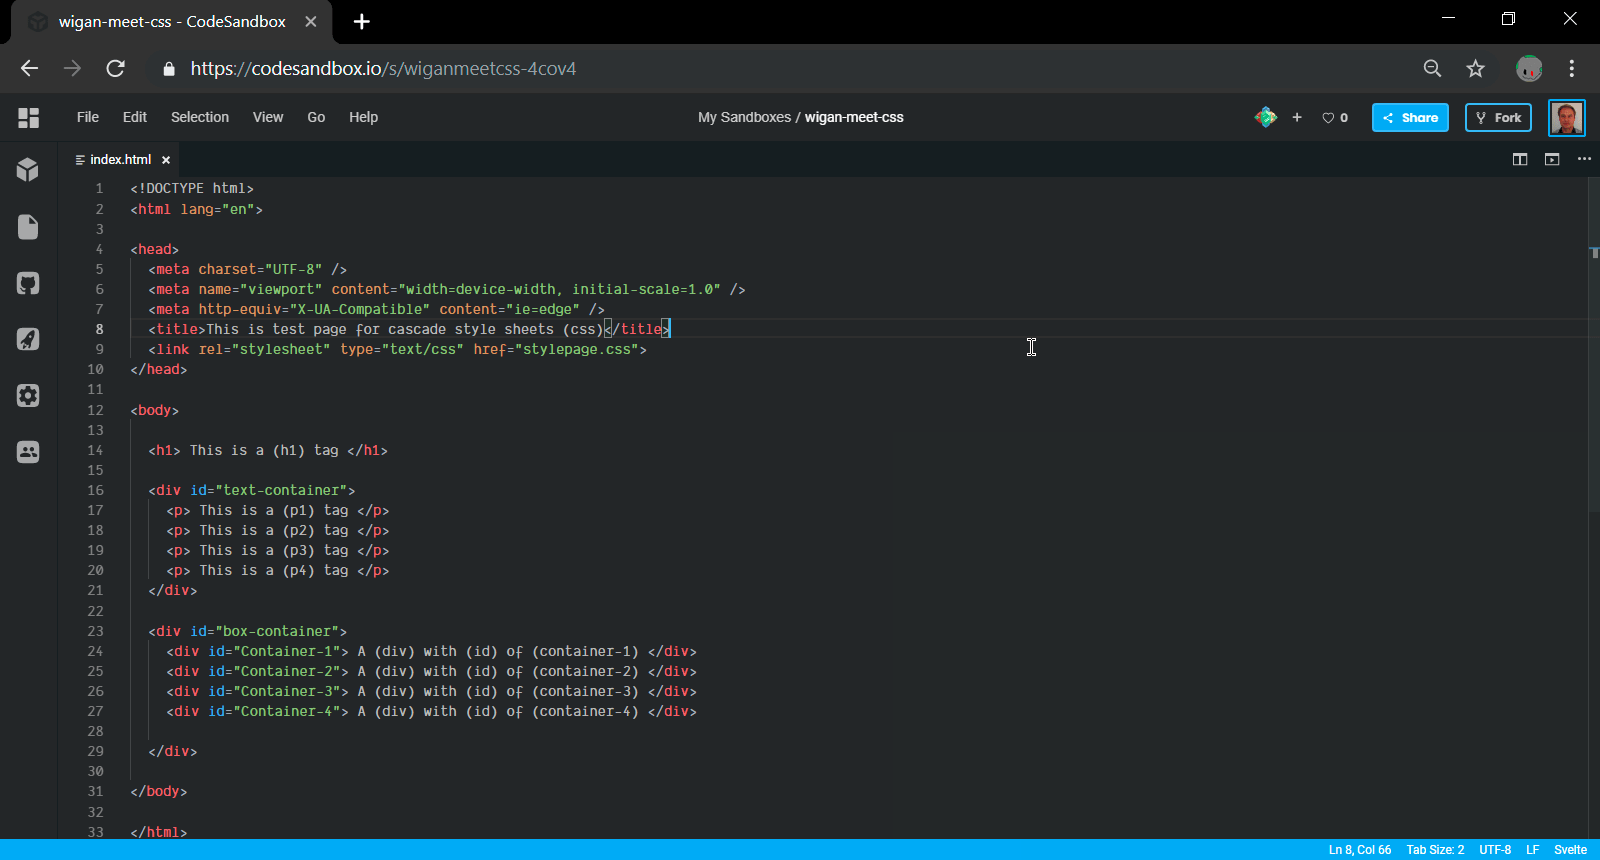 wigan-meet-css - CodeSandbox
https://codesandbox.io/s/wiganmeetcss-4cov4
File Edit Selection View Go Help My Sandboxes / wigan-meet-css 0 Share Fork
index.html
1 <!DOCTYPE html>
2 <html lang="en">
3
4 <head>
5 <meta charset="UTF-8" />
6 <meta name="viewport" content="width=device-width, initial-scale=1.0" />
7 <meta http-equiv="X-UA-Compatible" content="ie=edge" />
8 <title>This is test page for cascade style sheets (css)</title>
9 <link rel="stylesheet" type="text/css" href="stylepage.css">
10 </head>
11
12 <body>
13
14 <h1> This is a (h1) tag </h1>
15
16 <div id="text-container">
17 <p> This is a (p1) tag </p>
18 <p> This is a (p2) tag </p>
19 <p> This is a (p3) tag </p>
20 <p> This is a (p4) tag </p>
21 </div>
22
23 <div id="box-container">
24 <div id="Container-1"> A (div) with (id) of (container-1) </div>
25 <div id="Container-2"> A (div) with (id) of (container-2) </div>
26 <div id="Container-3"> A (div) with (id) of (container-3) </div>
27 <div id="Container-4"> A (div) with (id) of (container-4) </div>
28
29 </div>
30
31 </body>
32
33 </html>
Ln 8, Col 66 Tab Size: 2 UTF-8 LF Svelte